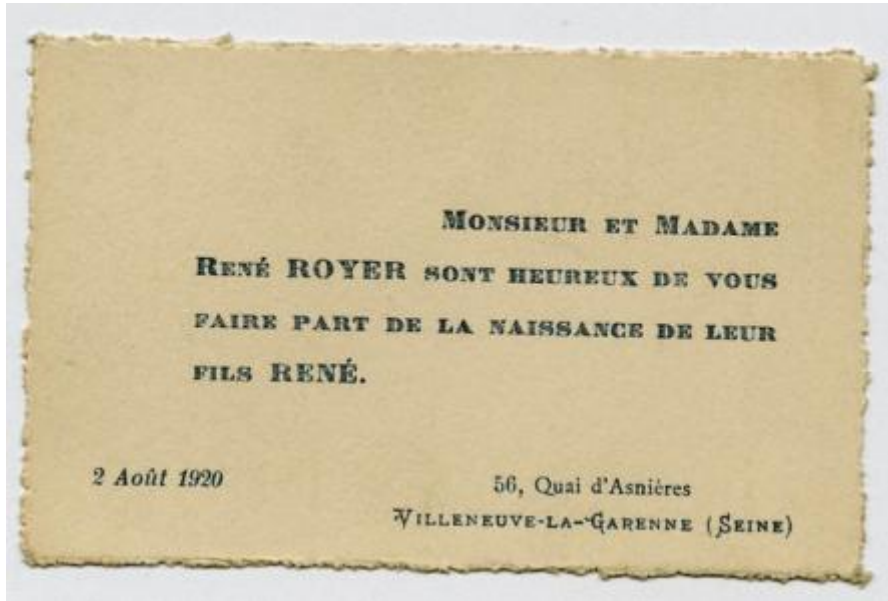 MONSIEUR ET MADAME
RENÉ ROYER SONT HEUREUX DE VOUS
FAIRE PART DE LA NAISSANCE DE LEUR
FILS RENÉ.
2 Août 1920
56, Quai d'Asnières
VILLENEUVE-LA-GARENNE (SEINE)